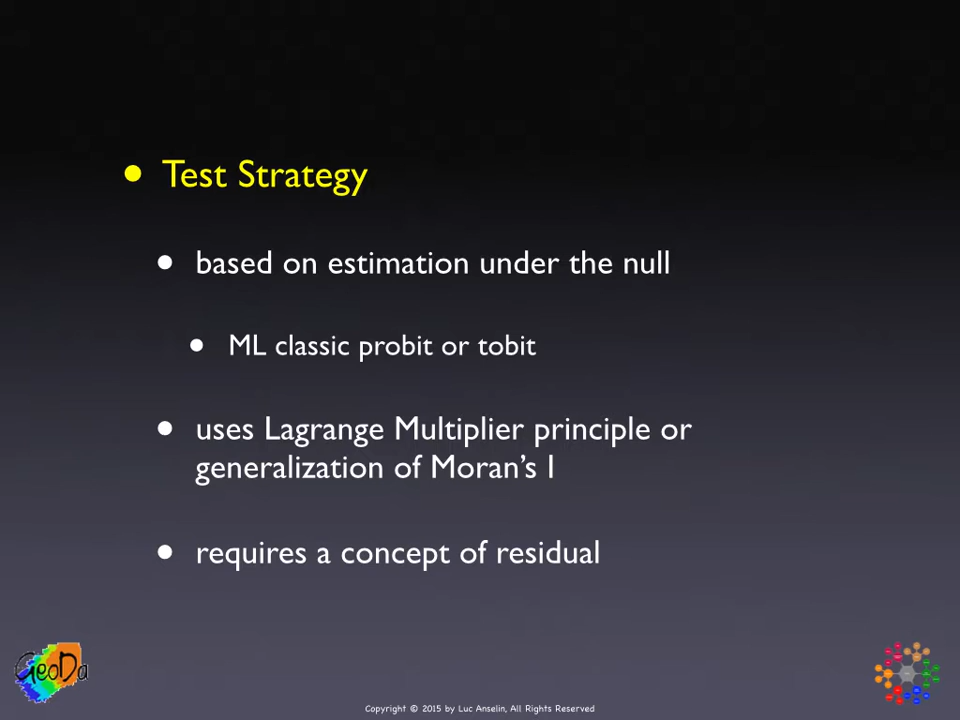 • Test Strategy
• based on estimation under the null
• ML classic probit or tobit
• uses Lagrange Multiplier principle or
generalization of Moran’s I
• requires a concept of residual
GeoDa
Copyright © 2015 by Luc Anselin, All Rights Reserved